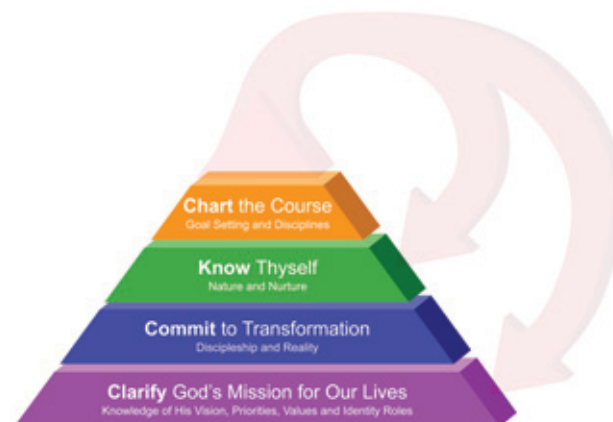 Chart the Course
Goal Setting and Disciplines
Know Thyself
Nature and Nurture
Commit to Transformation
Discipleship and Reality
Clarify God's Mission for Our Lives
Knowledge of His Vision, Priorities, Values and Identity Roles